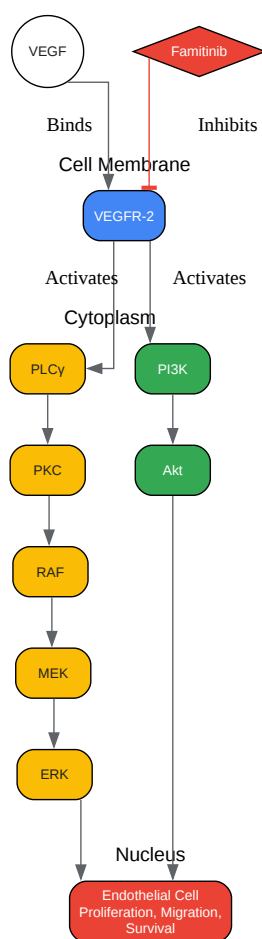 VEGF
Famitinib
Binds
Inhibits
Cell Membrane
VEGFR-2
Activates
Activates
Cytoplasm
PLCγ
PI3K
PKC
Akt
RAF
MEK
ERK
Nucleus
Endothelial Cell
Proliferation, Migration,
Survival